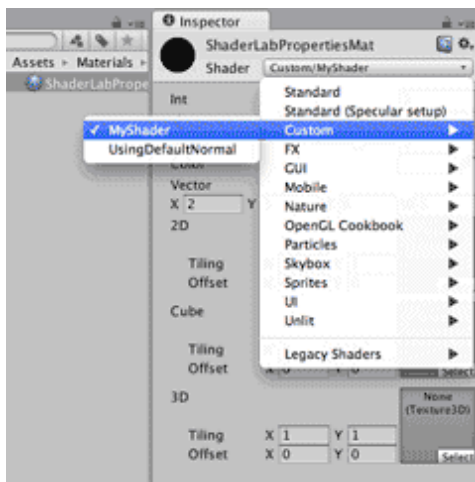 Inspector
ShaderLabPropertiesMat
Assets Materials
Shader Custom/MyShader
ShaderLabPrope
Int
Standard
Standard (Specular setup)
✓ MyShader
Custom
UsingDefaultNormal
FX
Color
GUI
Vector
Mobile
X 2 Y
Nature
2D
OpenGL Cookbook
Particles
Tiling
Skybox
Offset
Sprites
Cube
UI
Unlit
Tiling
Legacy Shaders
Offset
X 0 Y 0 Select
3D
None
(Texture3D)
Tiling X 1 Y 1
Offset X 0 Y 0 Select